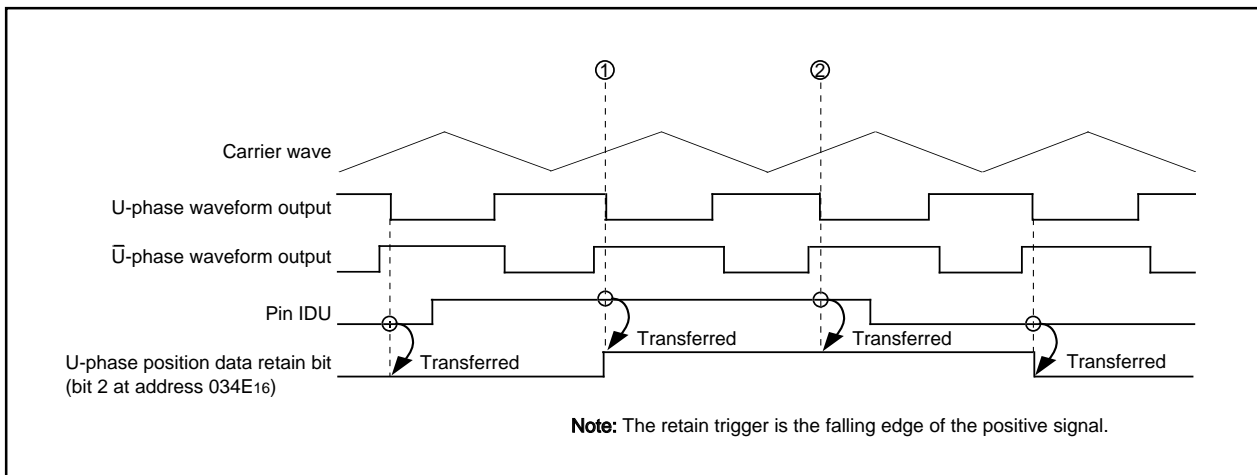 ① ②
Carrier wave
U-phase waveform output
U̅-phase waveform output
Pin IDU
Transferred Transferred
U-phase position data retain bit Transferred Transferred
(bit 2 at address 034E16)
Note: The retain trigger is the falling edge of the positive signal.